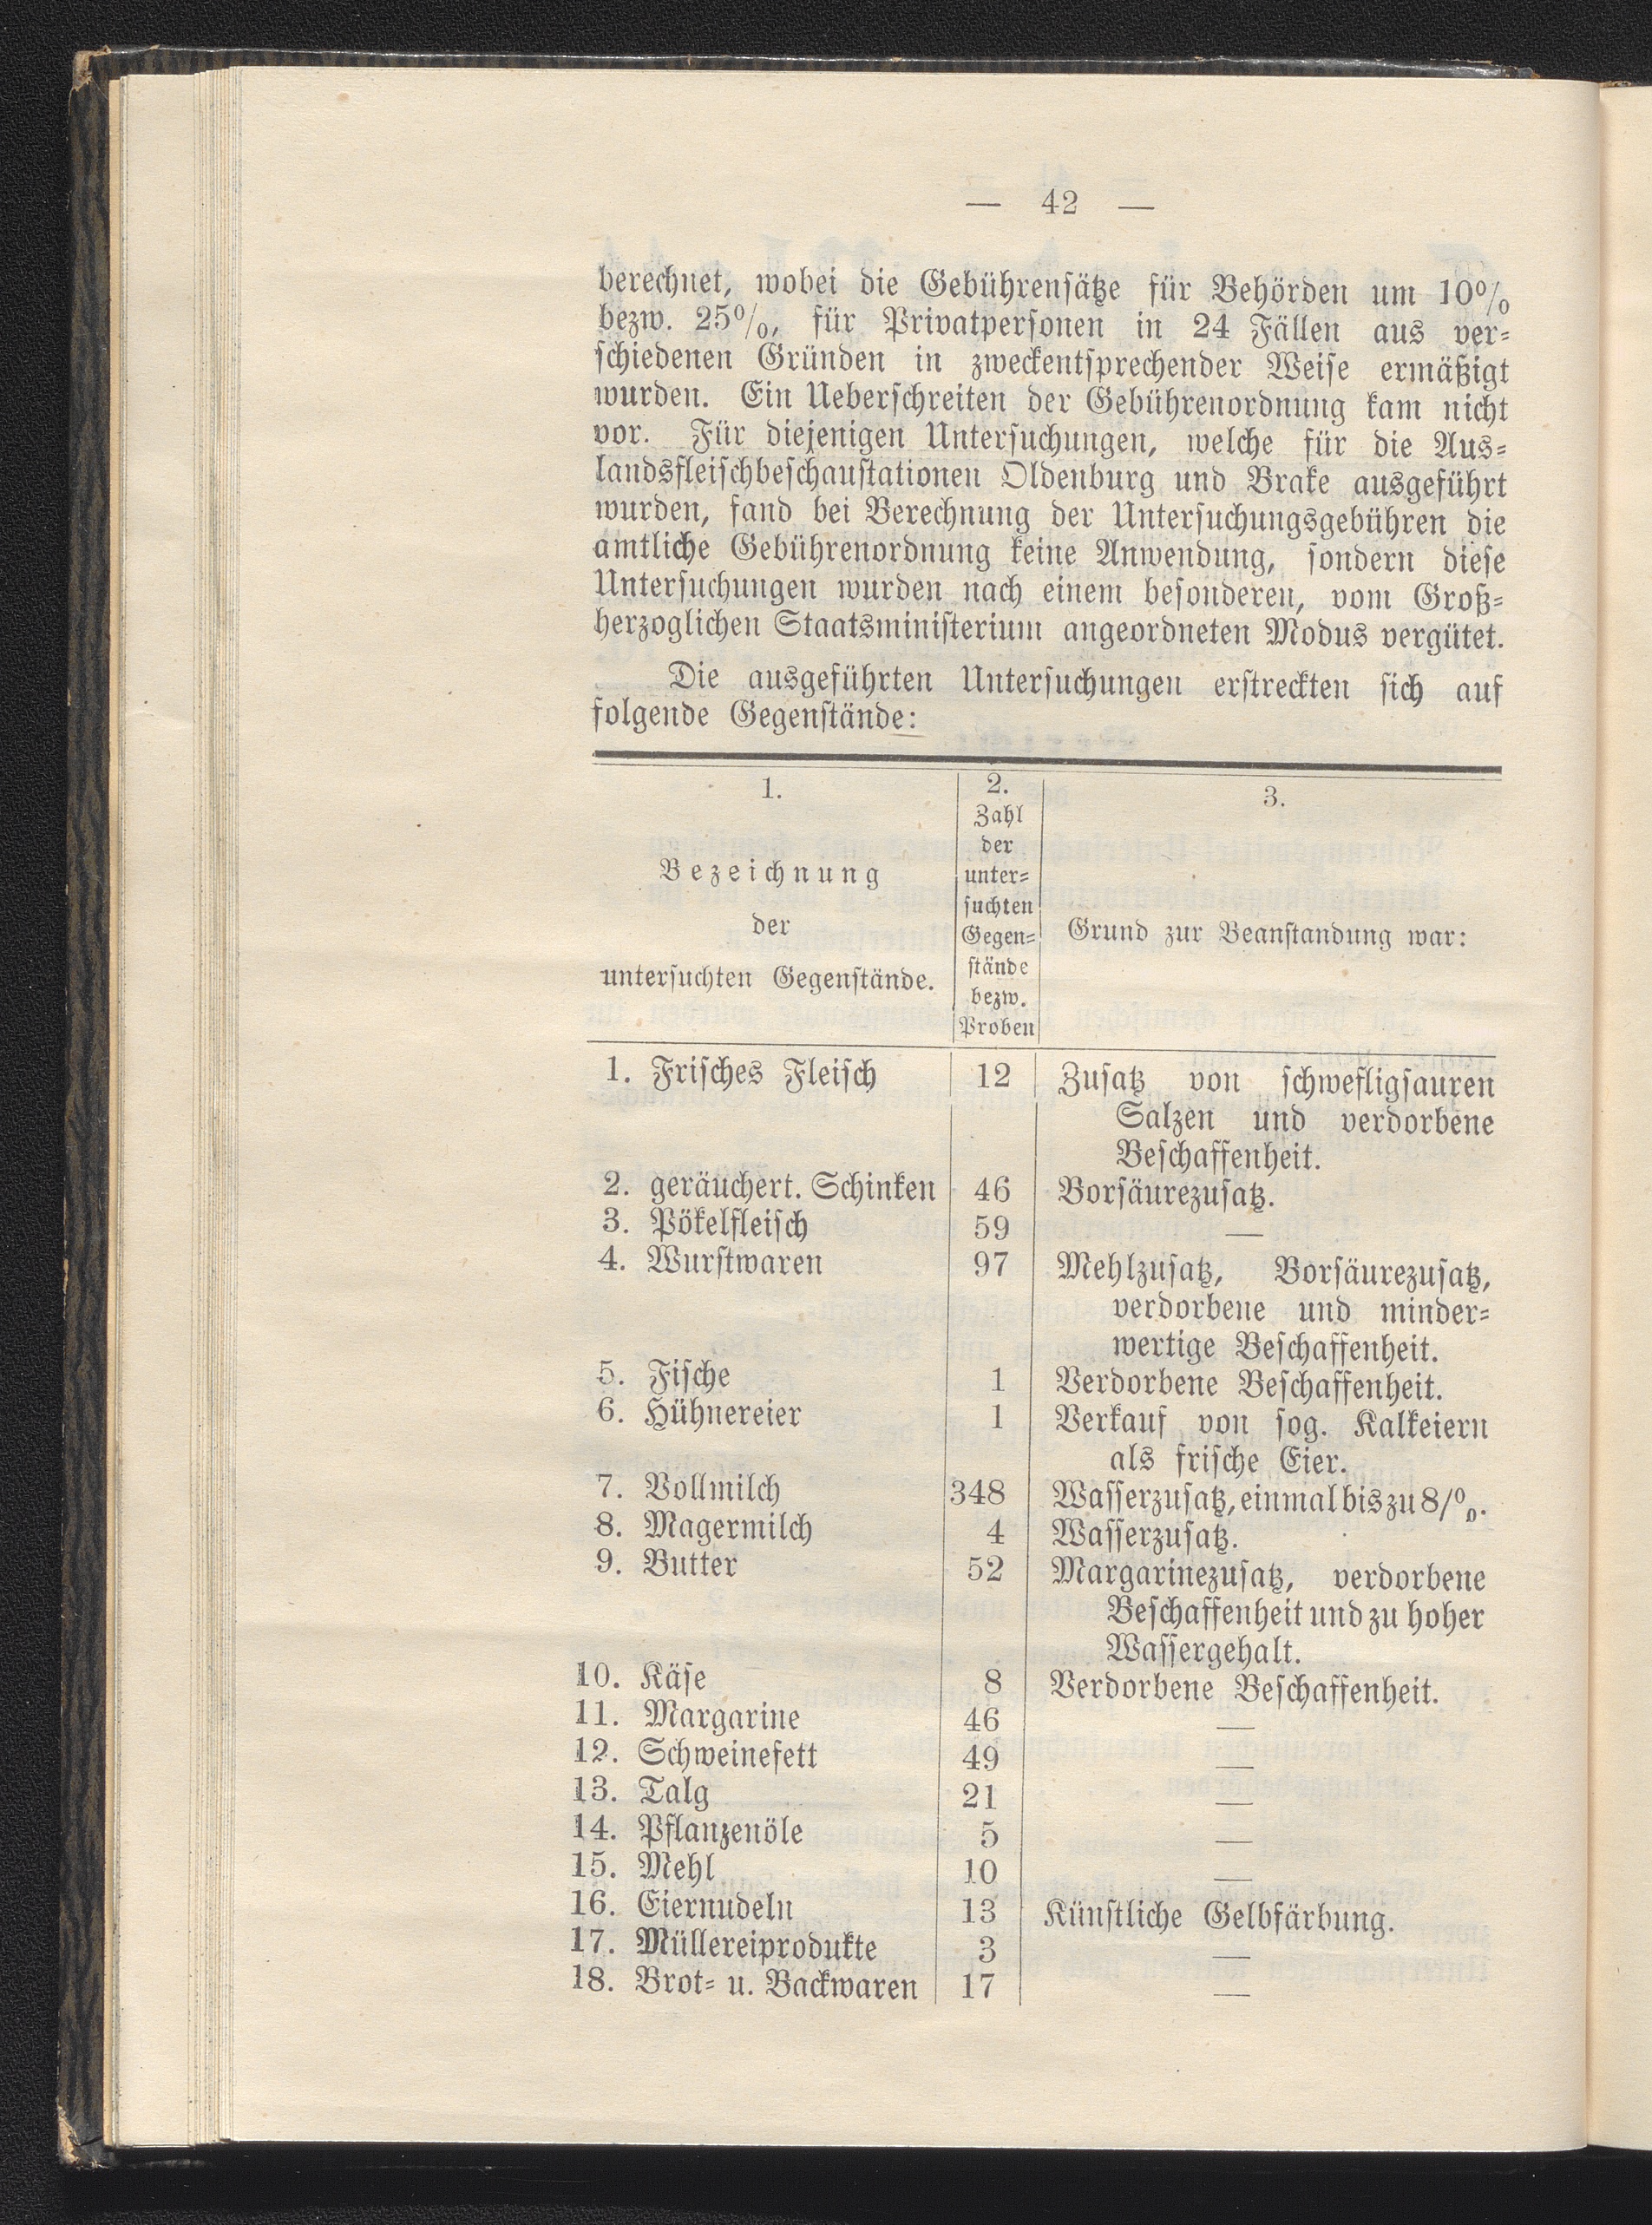 — 42 —
berechnet, wobei die Gebührensätze für Behörden um 10%
bezw. 25%, für Privatpersonen in 24 Fällen aus ver-
schiedenen Gründen in zweckentsprechender Weise ermäßigt
wurden. Ein Ueberschreiten der Gebührenordnung kam nicht
vor. Für diejenigen Untersuchungen, welche für die Aus-
landsfleischbeschaustationen Oldenburg und Brake ausgeführt
wurden, fand bei Berechnung der Untersuchungsgebühren die
amtliche Gebührenordnung keine Anwendung, sondern diese
Untersuchungen wurden nach einem besonderen, vom Groß-
herzoglichen Staatsministerium angeordneten Modus vergütet.
Die ausgeführten Untersuchungen erstreckten sich auf
folgende Gegenstände:
1.
Bezeichnung
der
untersuchten Gegenstände.
2.
Zahl
der
unter-
suchten
Gegen-
stände
bezw.
Proben
3.
Grund zur Beanstandung war:
1. Frisches Fleisch 12 Zusatz von schwefligsauren
Salzen und verdorbene
Beschaffenheit.
2. geräuchert. Schinken 46 Borsäurezusatz.
3. Pökelfleisch 59 —
4. Wurstwaren 97 Mehlzusatz, Borsäurezusatz,
verdorbene und minder-
wertige Beschaffenheit.
5. Fische 1 Verdorbene Beschaffenheit.
6. Hühnereier 1 Verkauf von sog. Kalkeiern
als frische Eier.
7. Vollmilch 348 Wasserzusatz, einmal bis zu 8/⁰₀.
8. Magermilch 4 Wasserzusatz.
9. Butter 52 Margarinezusatz, verdorbene
Beschaffenheit und zu hoher
Wassergehalt.
10. Käse 8 Verdorbene Beschaffenheit.
11. Margarine 46 —
12. Schweinefett 49 —
13. Talg 21 —
14. Pflanzenöle 5 —
15. Mehl 10 —
16. Eiernudeln 13 Künstliche Gelbfärbung.
17. Müllereiprodukte 3 —
18. Brot- u. Backwaren 17 —